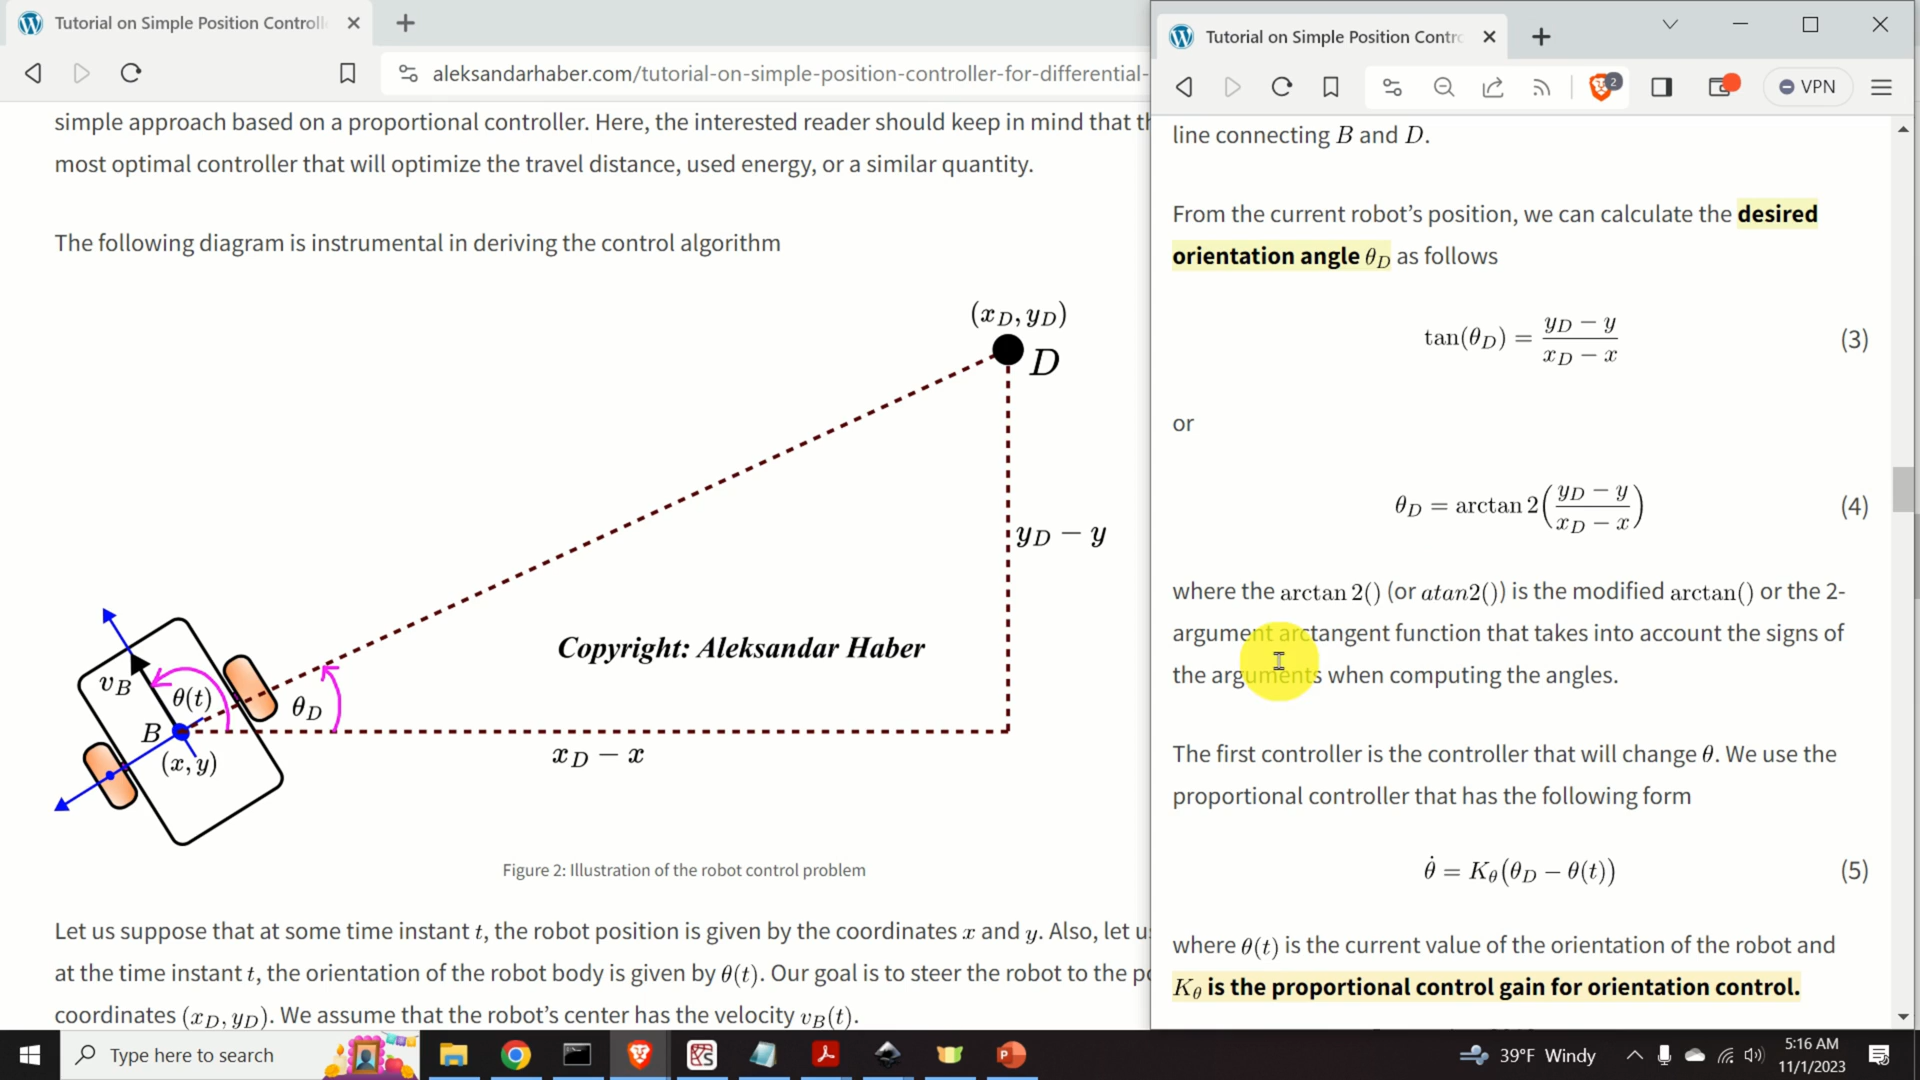 Tutorial on Simple Position Controll
aleksandarhaber.com/tutorial-on-simple-position-controller-for-differential-
simple approach based on a proportional controller. Here, the interested reader should keep in mind that th
most optimal controller that will optimize the travel distance, used energy, or a similar quantity.
The following diagram is instrumental in deriving the control algorithm
(x_D, y_D)
D
y_D − y
Copyright: Aleksandar Haber
v_B
θ(t)
θ_D
B
(x, y)
x_D − x
Figure 2: Illustration of the robot control problem
Let us suppose that at some time instant t, the robot position is given by the coordinates x and y. Also, let u
at the time instant t, the orientation of the robot body is given by θ(t). Our goal is to steer the robot to the po
coordinates (x_D, y_D). We assume that the robot's center has the velocity v_B(t).
Tutorial on Simple Position Contro
2
VPN
line connecting B and D.
From the current robot's position, we can calculate the desired
orientation angle θ_D as follows
tan(θ_D) = (y_D − y)/(x_D − x) (3)
or
θ_D = arctan 2((y_D − y)/(x_D − x)) (4)
where the arctan 2() (or atan2()) is the modified arctan() or the 2-
argument arctangent function that takes into account the signs of
the arguments when computing the angles.
The first controller is the controller that will change θ. We use the
proportional controller that has the following form
θ̇ = K_θ(θ_D − θ(t)) (5)
where θ(t) is the current value of the orientation of the robot and
K_θ is the proportional control gain for orientation control.
Type here to search
39°F Windy
5:16 AM
11/1/2023